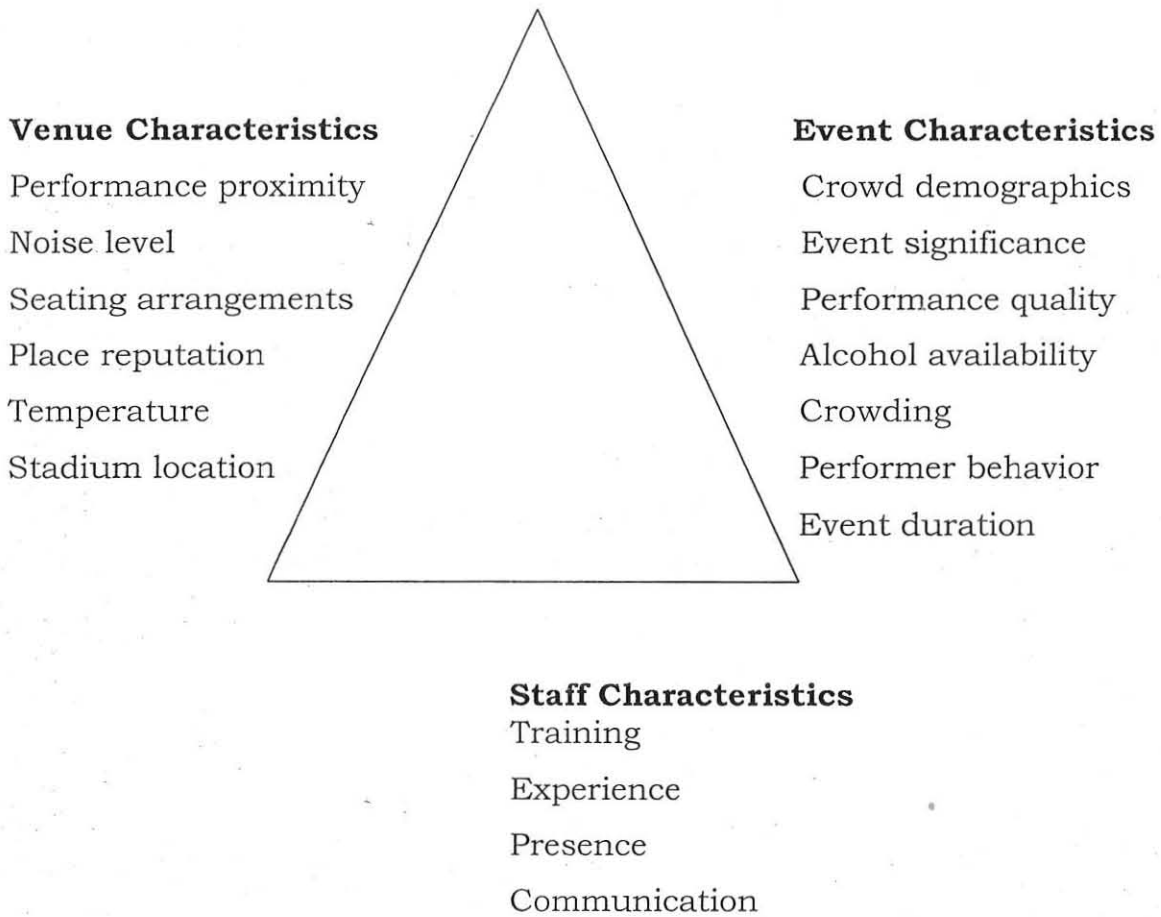 Venue Characteristics
Performance proximity
Noise level
Seating arrangements
Place reputation
Temperature
Stadium location
Event Characteristics
Crowd demographics
Event significance
Performance quality
Alcohol availability
Crowding
Performer behavior
Event duration
Staff Characteristics
Training
Experience
Presence
Communication